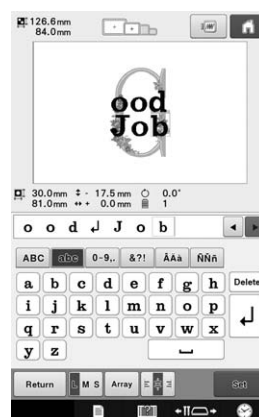 126.6mm
84.0mm
ood
Job
30.0mm ↕ - 17.5mm 0.0°
81.0mm ↔ + 0.0mm 1
o o d ↲ J o b
ABC abc 0-9,. &?! ÄÄä ÑÑñ
a b c d e f g h Delete
i j k l m n o p
q r s t u v w x
y z
Return L M S Array Set